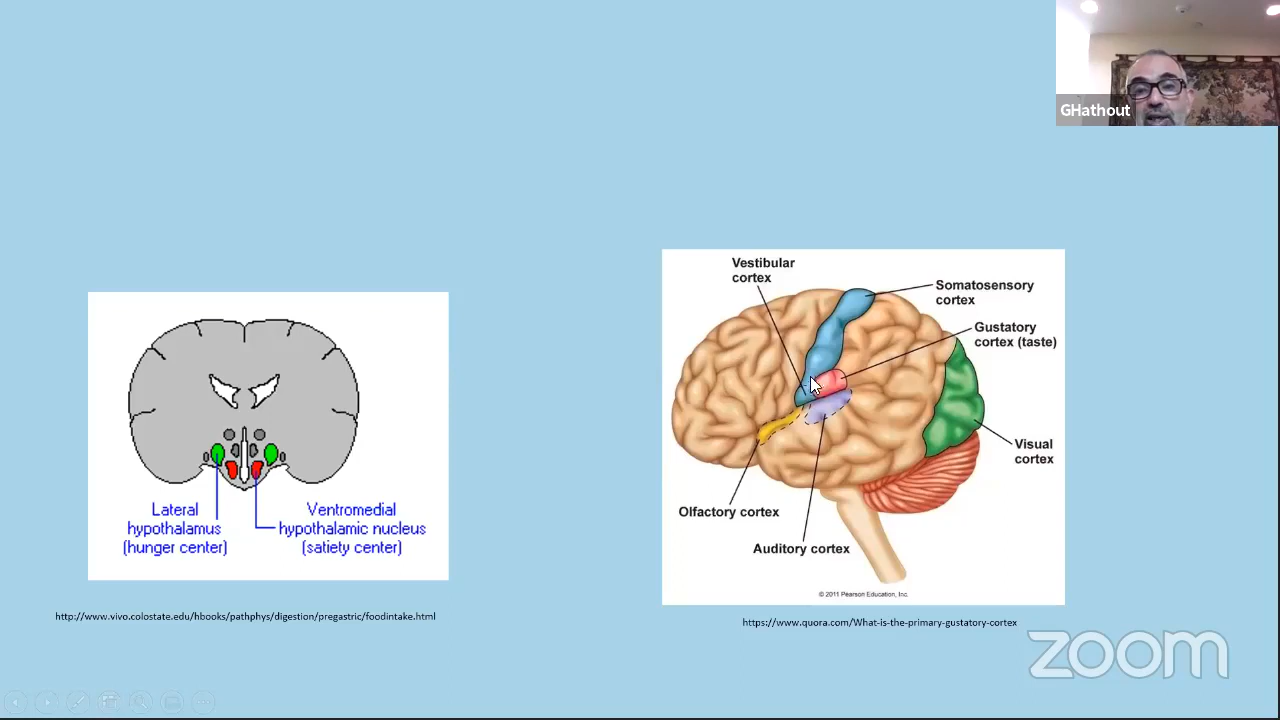 GHathout
Vestibular
cortex
Somatosensory
cortex
Gustatory
cortex (taste)
Visual
cortex
Olfactory cortex
Auditory cortex
© 2011 Pearson Education, Inc.
Lateral
hypothalamus
(hunger center)
Ventromedial
hypothalamic nucleus
(satiety center)
http://www.vivo.colostate.edu/hbooks/pathphys/digestion/pregastric/foodintake.html
https://www.quora.com/What-is-the-primary-gustatory-cortex
zoom